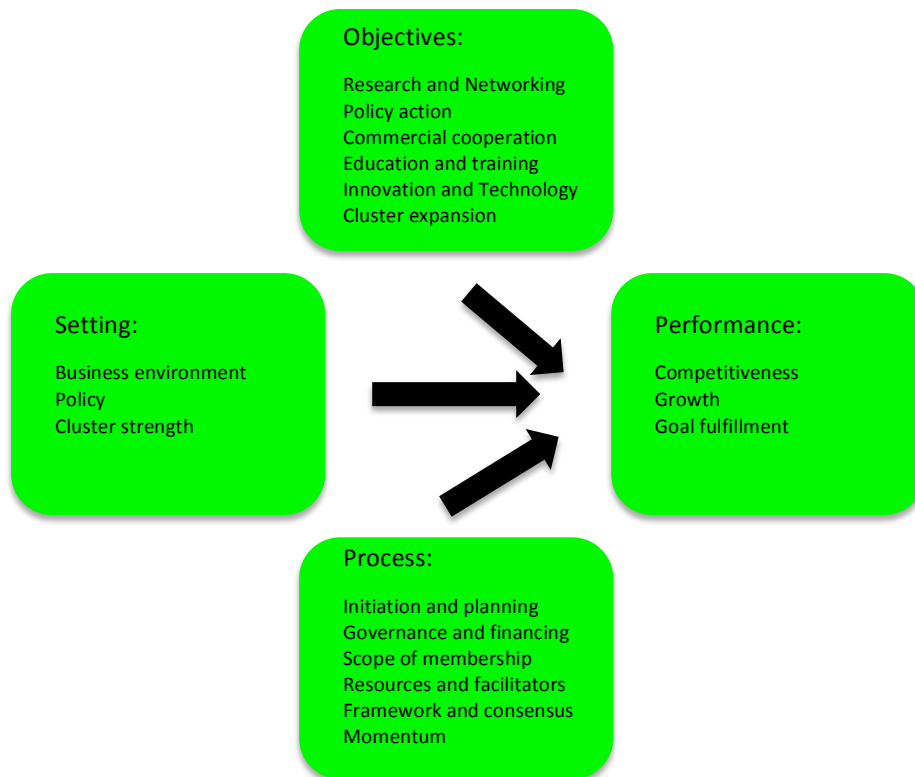 Objectives:
Research and Networking
Policy action
Commercial cooperation
Education and training
Innovation and Technology
Cluster expansion
Setting:
Business environment
Policy
Cluster strength
Performance:
Competitiveness
Growth
Goal fulfillment
Process:
Initiation and planning
Governance and financing
Scope of membership
Resources and facilitators
Framework and consensus
Momentum